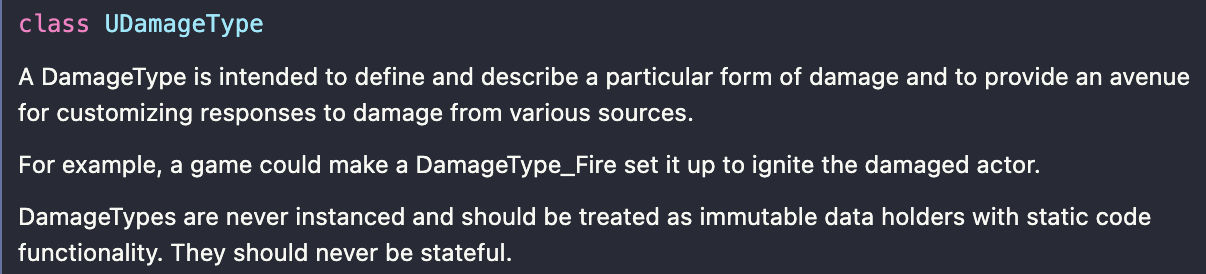 class UDamageType
A DamageType is intended to define and describe a particular form of damage and to provide an avenue
for customizing responses to damage from various sources.
For example, a game could make a DamageType_Fire set it up to ignite the damaged actor.
DamageTypes are never instanced and should be treated as immutable data holders with static code
functionality. They should never be stateful.